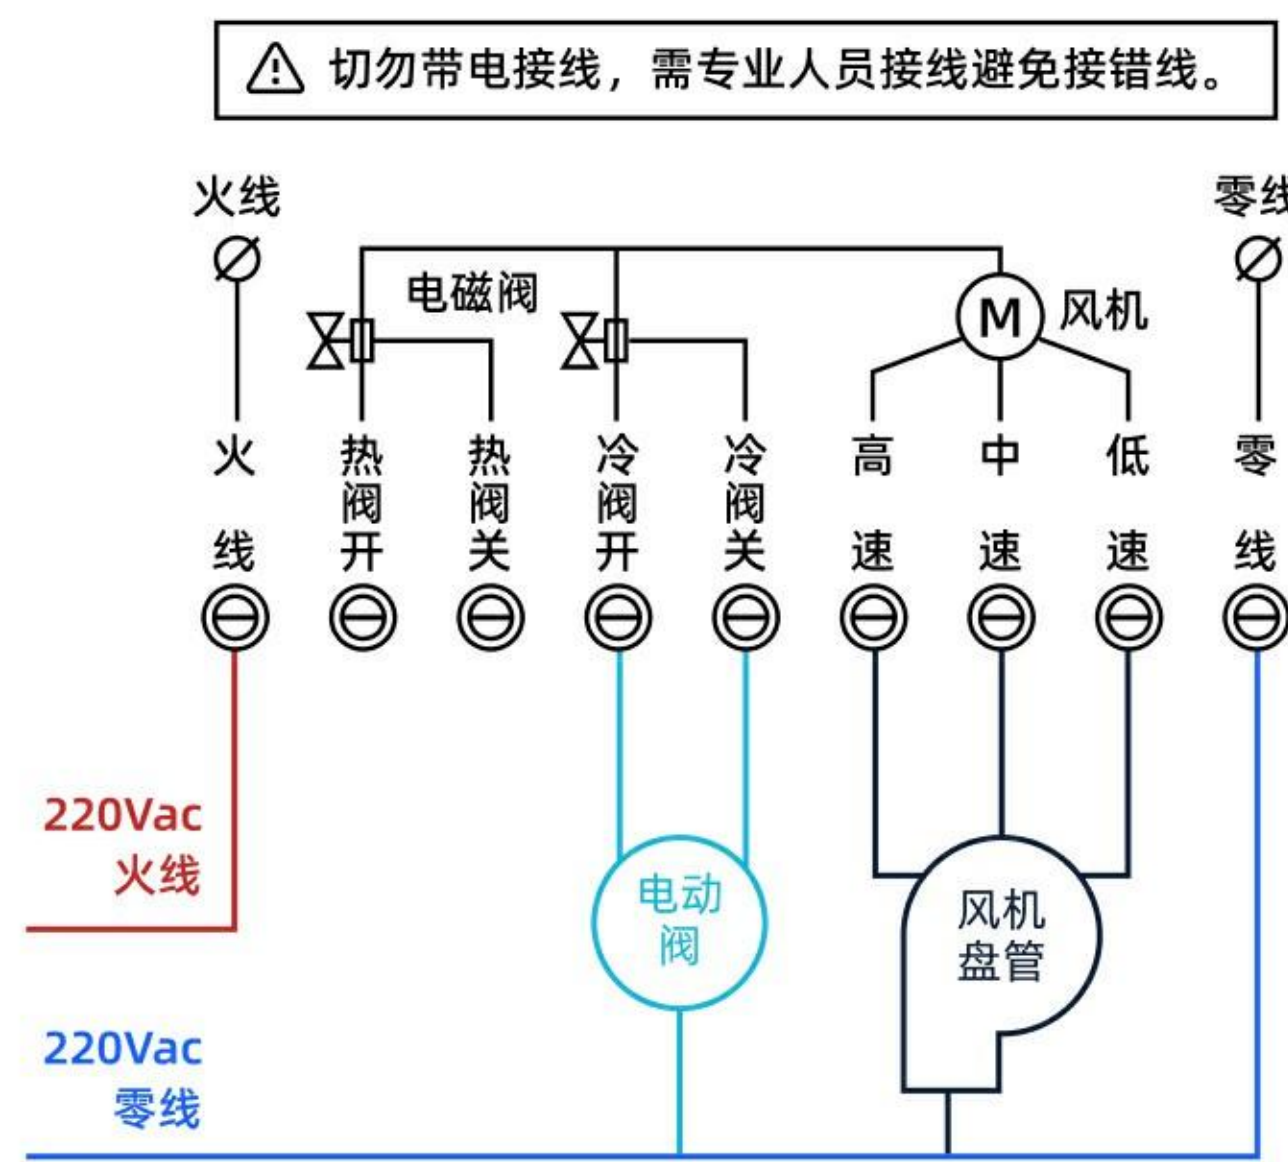 切勿带电接线，需专业人员接线避免接错线。
火线
零线
电磁阀
M
风机
火线
热阀开
热阀关
冷阀开
冷阀关
高速
中速
低速
零线
220Vac
火线
电动
阀
风机
盘管
220Vac
零线